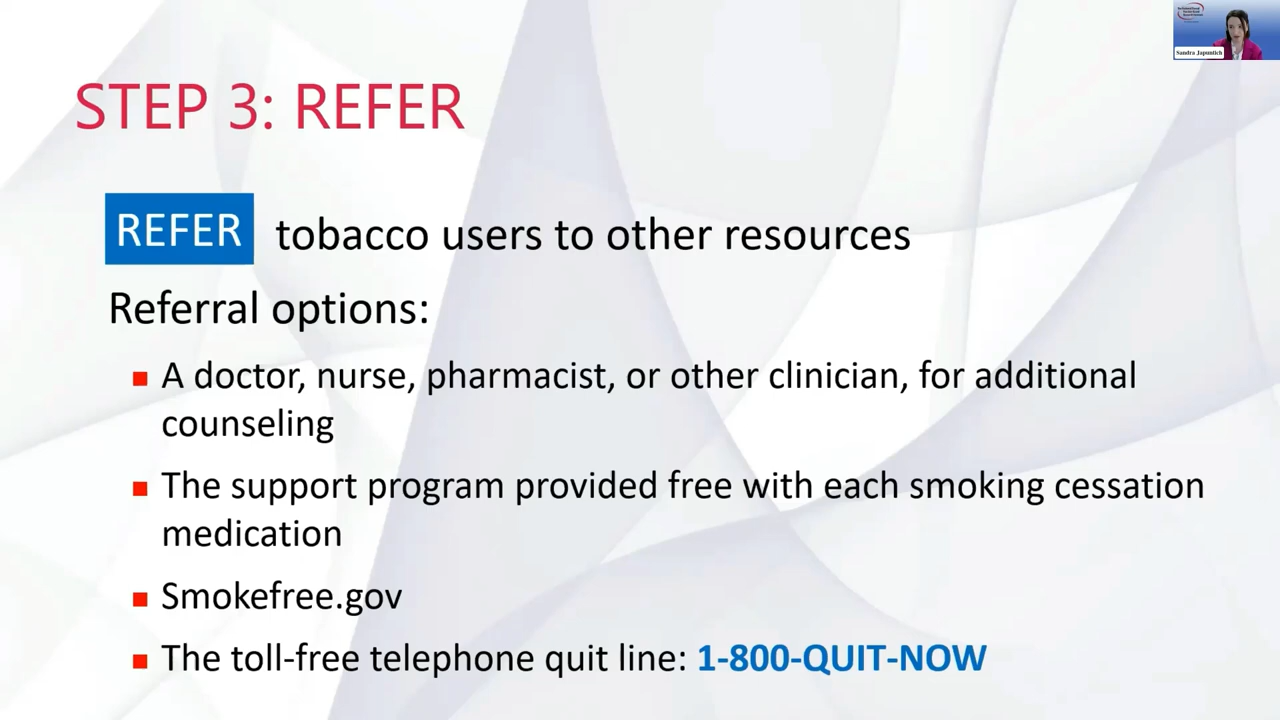 Sandra Japuntich
STEP 3: REFER
REFER tobacco users to other resources
Referral options:
A doctor, nurse, pharmacist, or other clinician, for additional
counseling
The support program provided free with each smoking cessation
medication
Smokefree.gov
The toll-free telephone quit line: 1-800-QUIT-NOW